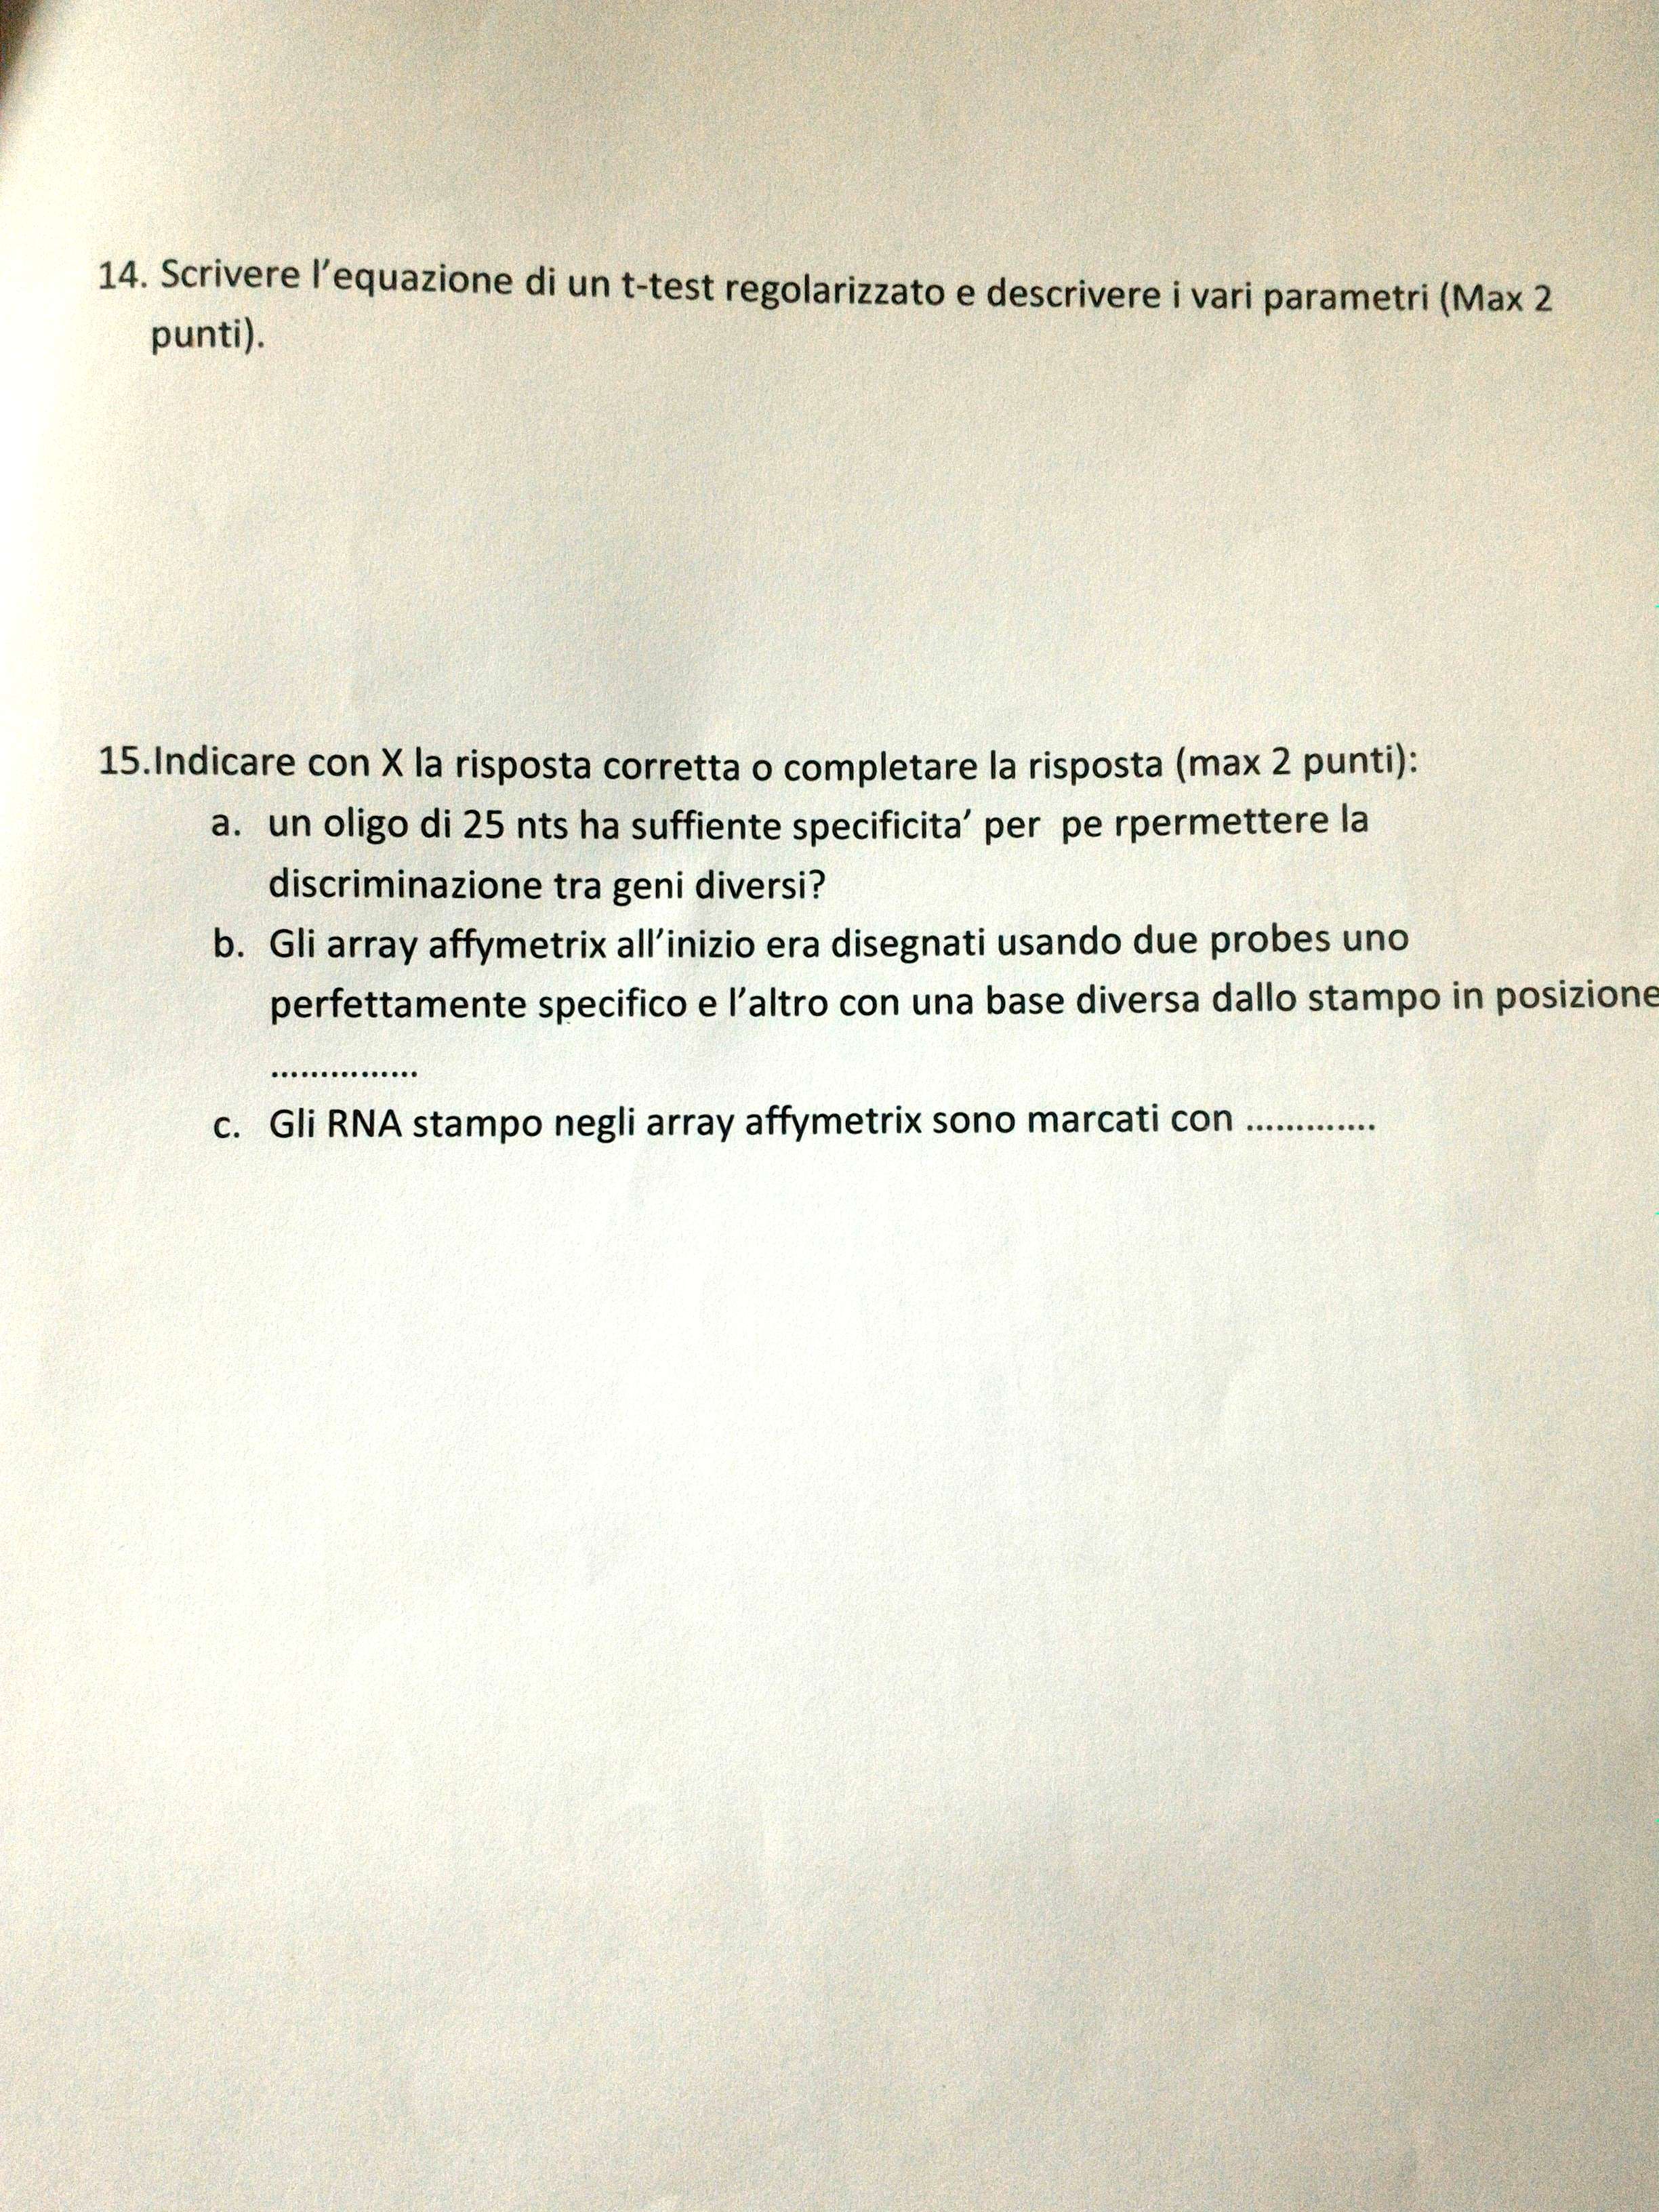 14. Scrivere l'equazione di un t-test regolarizzato e descrivere i vari parametri (Max 2
punti).
15.Indicare con X la risposta corretta o completare la risposta (max 2 punti):
a. un oligo di 25 nts ha suffiente specificita' per pe rpermettere la
discriminazione tra geni diversi?
b. Gli array affymetrix all'inizio era disegnati usando due probes uno
perfettamente specifico e l'altro con una base diversa dallo stampo in posizione
...............
c. Gli RNA stampo negli array affymetrix sono marcati con .............